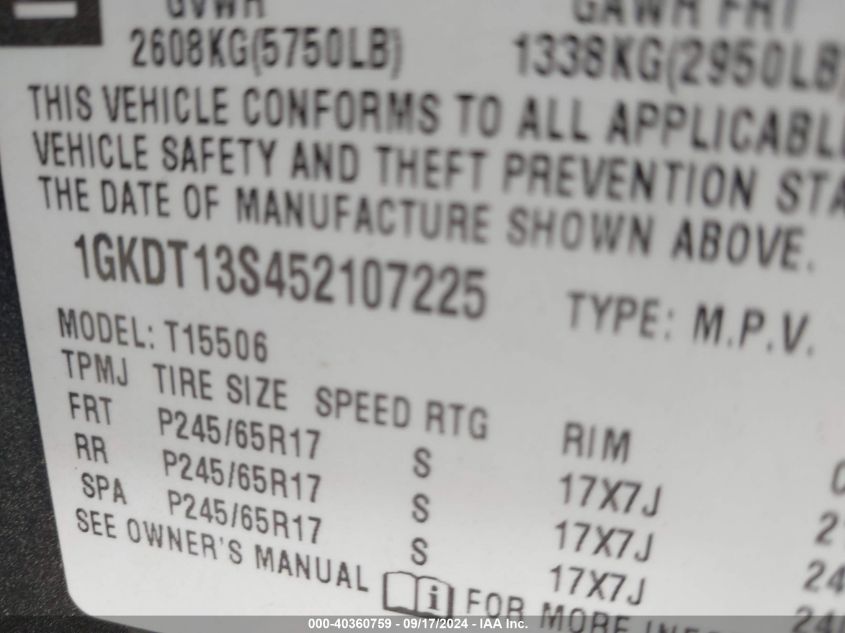 GVWR GAWR FRT
2608KG(5750LB) 1338KG(2950LB)
THIS VEHICLE CONFORMS TO ALL APPLICABLE
VEHICLE SAFETY AND THEFT PREVENTION STA
THE DATE OF MANUFACTURE SHOWN ABOVE.
1GKDT13S452107225 TYPE: M.P.V.
MODEL: T15506
TPMJ TIRE SIZE SPEED RTG RIM
FRT P245/65R17 S 17X7J
RR P245/65R17 S 17X7J
SPA P245/65R17 S 17X7J
SEE OWNER'S MANUAL FOR MORE
000-40360759 - 09/17/2024 - IAA Inc.